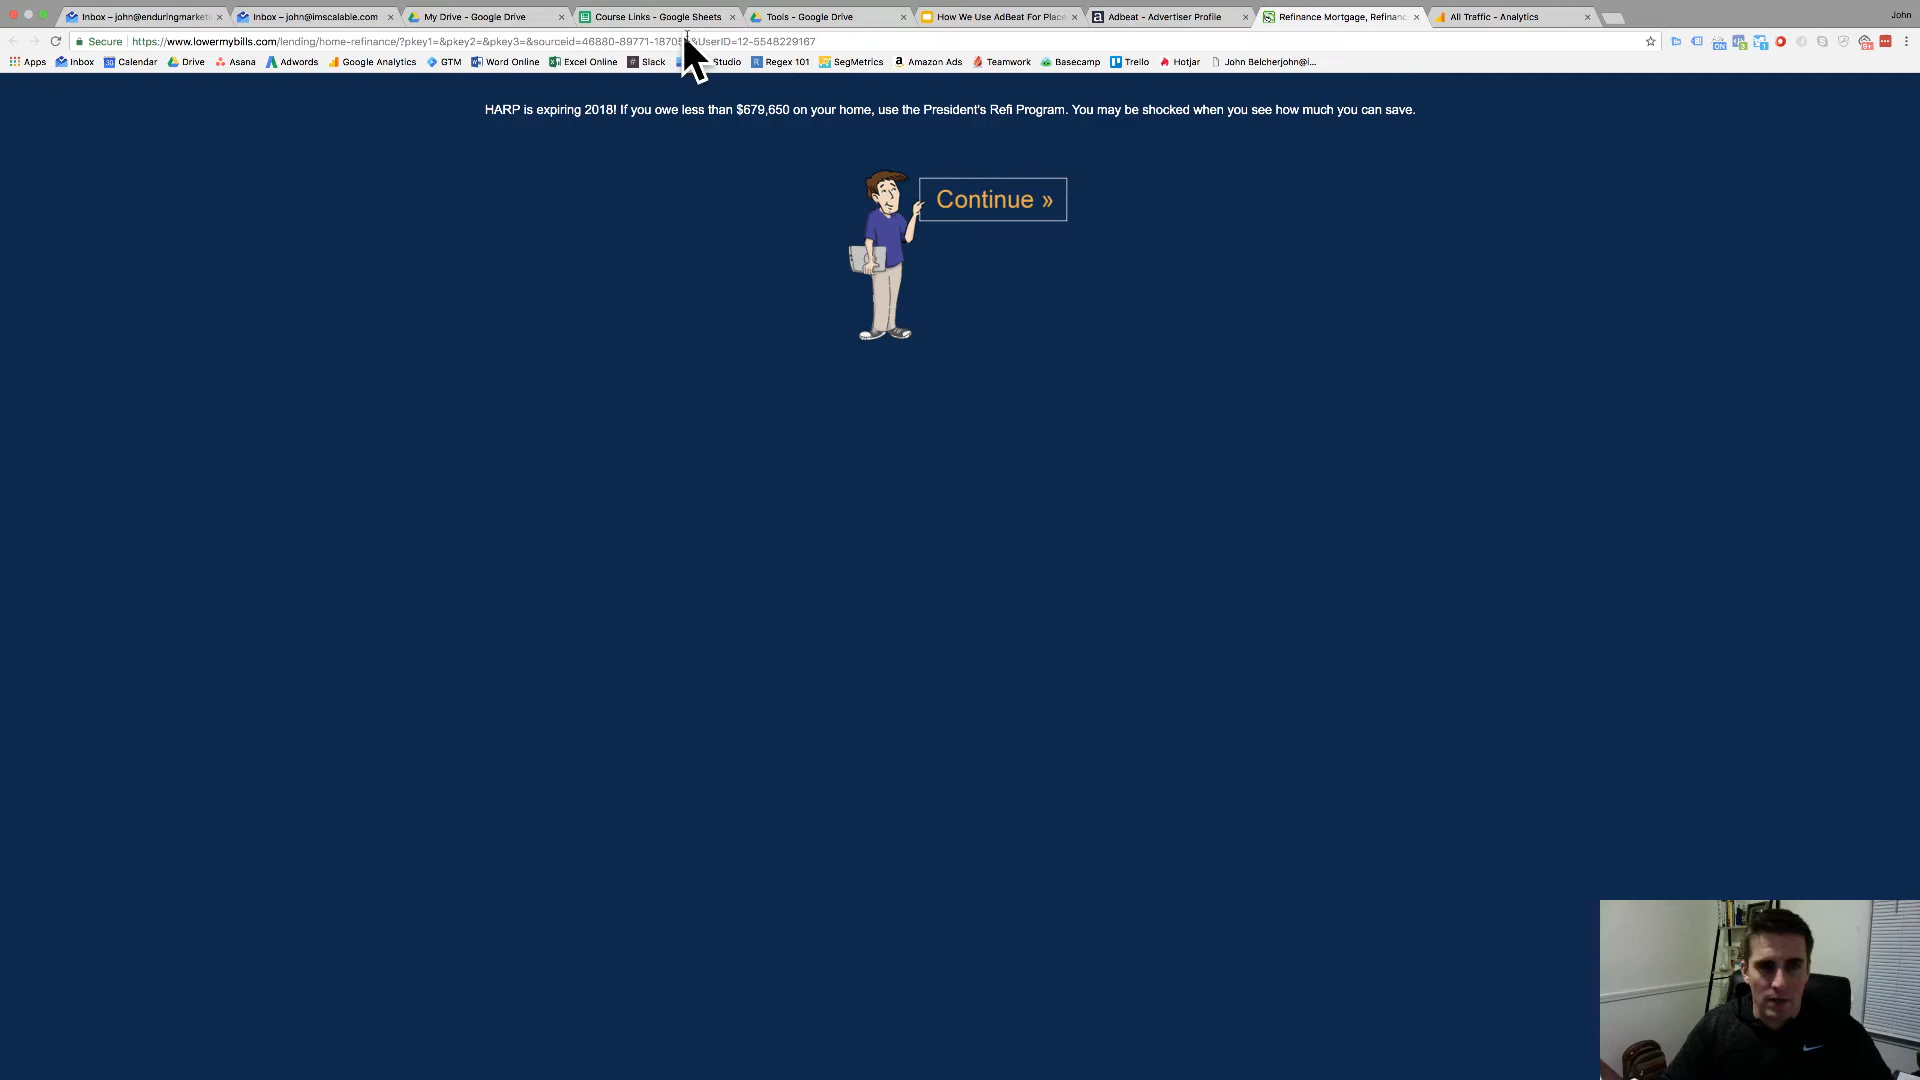 Inbox – john@enduringmarketi
Inbox – john@imscalable.com
My Drive - Google Drive
Course Links - Google Sheets
Tools - Google Drive
How We Use AdBeat For Place
Adbeat - Advertiser Profile
Refinance Mortgage, Refinanc
All Traffic - Analytics
John
Secure
https://www.lowermybills.com/lending/home-refinance/?pkey1=&pkey2=&pkey3=&sourceid=46880-89771-1870 &UserID=12-5548229167
Apps Inbox Calendar Drive Asana Adwords Google Analytics GTM Word Online Excel Online Slack Studio Regex 101 SegMetrics Amazon Ads Teamwork Basecamp Trello Hotjar John Belcherjohn@i...
HARP is expiring 2018! If you owe less than $679,650 on your home, use the President's Refi Program. You may be shocked when you see how much you can save.
Continue »